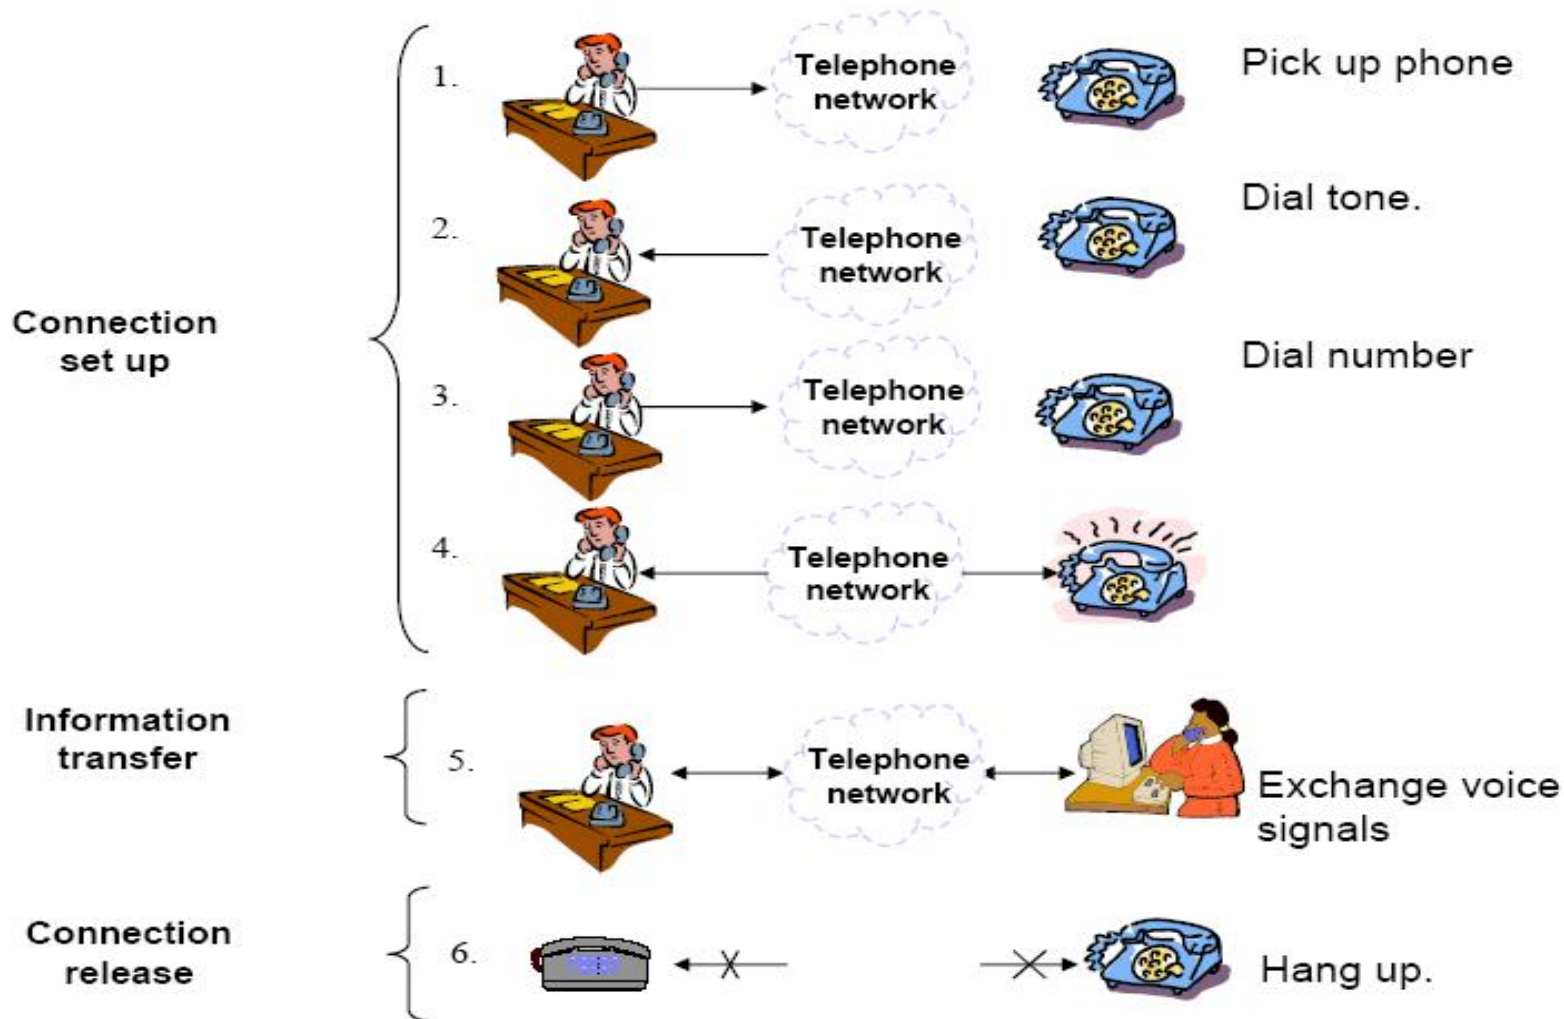 1.
Telephone
network
Pick up phone
2.
Telephone
network
Dial tone.
Connection
set up
3.
Telephone
network
Dial number
4.
Telephone
network
Information
transfer
5.
Telephone
network
Exchange voice
signals
Connection
release
6.
Hang up.